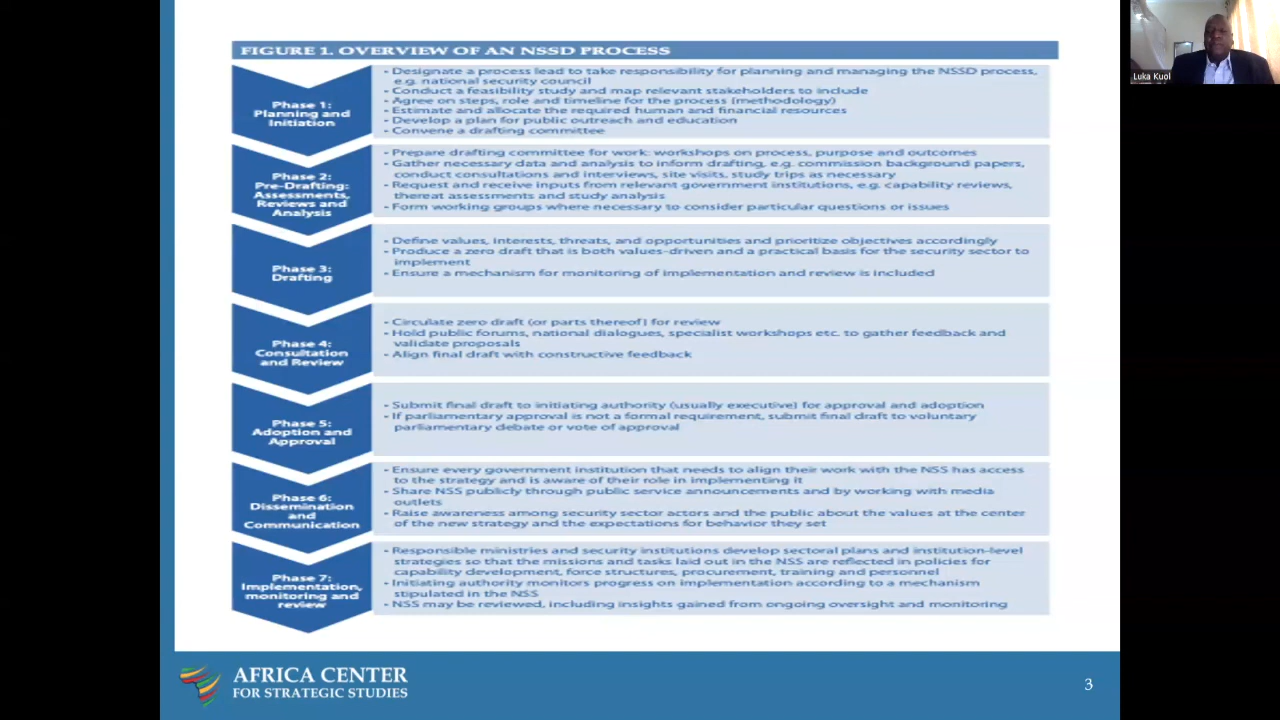 FIGURE 1. OVERVIEW OF AN NSSD PROCESS
Phase 1:
Planning and
Initiation
- Designate a process lead to take responsibility for planning and managing the NSSD process,
e.g. national security council
- Conduct a feasibility study and map relevant stakeholders to include
- Agree on steps, role and timeline for the process (methodology)
- Estimate and allocate the required human and financial resources
- Develop a plan for public outreach and education
- Convene a drafting committee
Phase 2:
Pre-Drafting:
Assessments,
Reviews and
Analysis
- Prepare drafting committee for work: workshops on process, purpose and outcomes
- Gather necessary data and analysis to inform drafting, e.g. commission background papers,
conduct consultations and interviews, site visits, study trips as necessary
- Request and receive inputs from relevant government institutions, e.g. capability reviews,
thereat assessments and study analysis
- Form working groups where necessary to consider particular questions or issues
Phase 3:
Drafting
- Define values, interests, threats, and opportunities and prioritize objectives accordingly
- Produce a zero draft that is both values-driven and a practical basis for the security sector to
implement
- Ensure a mechanism for monitoring of implementation and review is included
Phase 4:
Consultation
and Review
- Circulate zero draft (or parts thereof) for review
- Hold public forums, national dialogues, specialist workshops etc. to gather feedback and
validate proposals
- Align final draft with constructive feedback
Phase 5:
Adoption and
Approval
- Submit final draft to initiating authority (usually executive) for approval and adoption
- If parliamentary approval is not a formal requirement, submit final draft to voluntary
parliamentary debate or vote of approval
Phase 6:
Dissemination
and
Communication
- Ensure every government institution that needs to align their work with the NSS has access
to the strategy and is aware of their role in implementing it
- Share NSS publicly through public service announcements and by working with media
outlets
- Raise awareness among security sector actors and the public about the values at the center
of the new strategy and the expectations for behavior they set
Phase 7:
Implementation,
monitoring and
review
- Responsible ministries and security institutions develop sectoral plans and institution-level
strategies so that the missions and tasks laid out in the NSS are reflected in policies for
capability development, force structures, procurement, training and personnel
- Initiating authority monitors progress on implementation according to a mechanism
stipulated in the NSS
- NSS may be reviewed, including insights gained from ongoing oversight and monitoring
AFRICA CENTER
FOR STRATEGIC STUDIES
3
Luka Kuol